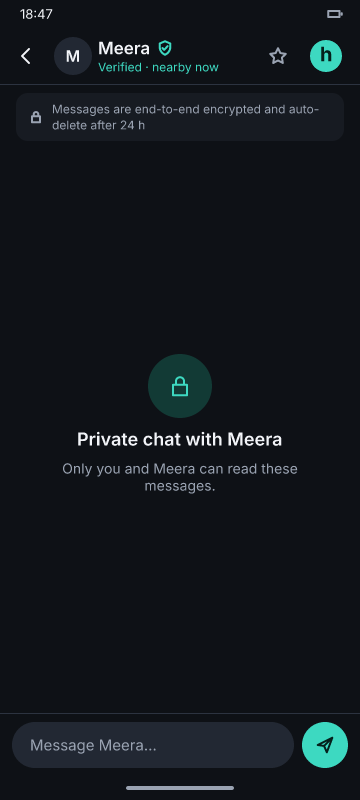 18:47
M
Meera
Verified · nearby now
h
Messages are end-to-end encrypted and auto-
delete after 24 h
Private chat with Meera
Only you and Meera can read these
messages.
Message Meera...